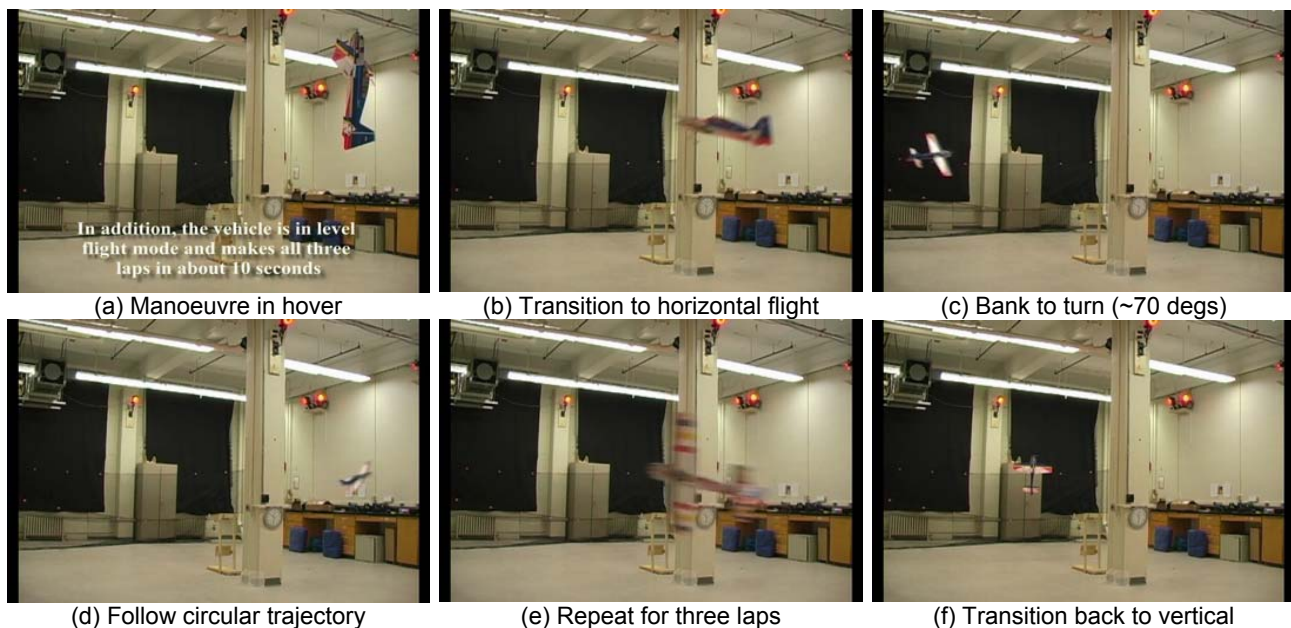 In addition, the vehicle is in level
flight mode and makes all three
laps in about 10 seconds
(a) Manoeuvre in hover
(b) Transition to horizontal flight
(c) Bank to turn (~70 degs)
(d) Follow circular trajectory
(e) Repeat for three laps
(f) Transition back to vertical